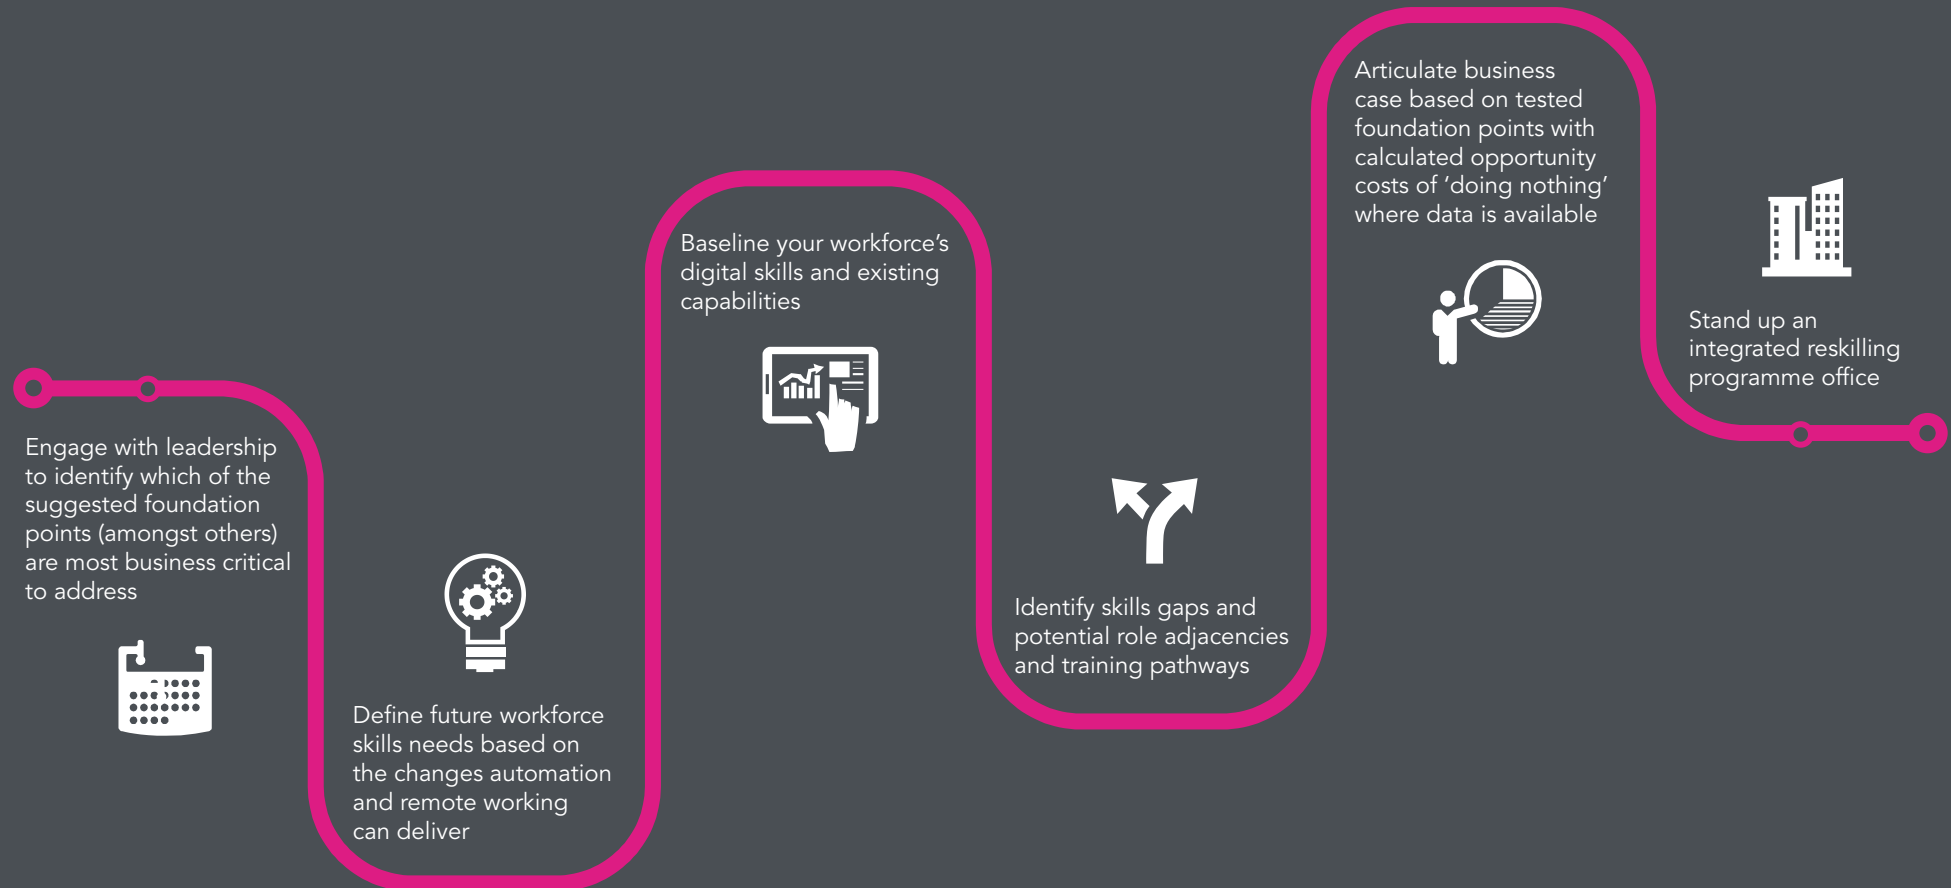 Engage with leadership
to identify which of the
suggested foundation
points (amongst others)
are most business critical
to address
Define future workforce
skills needs based on
the changes automation
and remote working
can deliver
Baseline your workforce’s
digital skills and existing
capabilities
Identify skills gaps and
potential role adjacencies
and training pathways
Articulate business
case based on tested
foundation points with
calculated opportunity
costs of ‘doing nothing’
where data is available
Stand up an
integrated reskilling
programme office